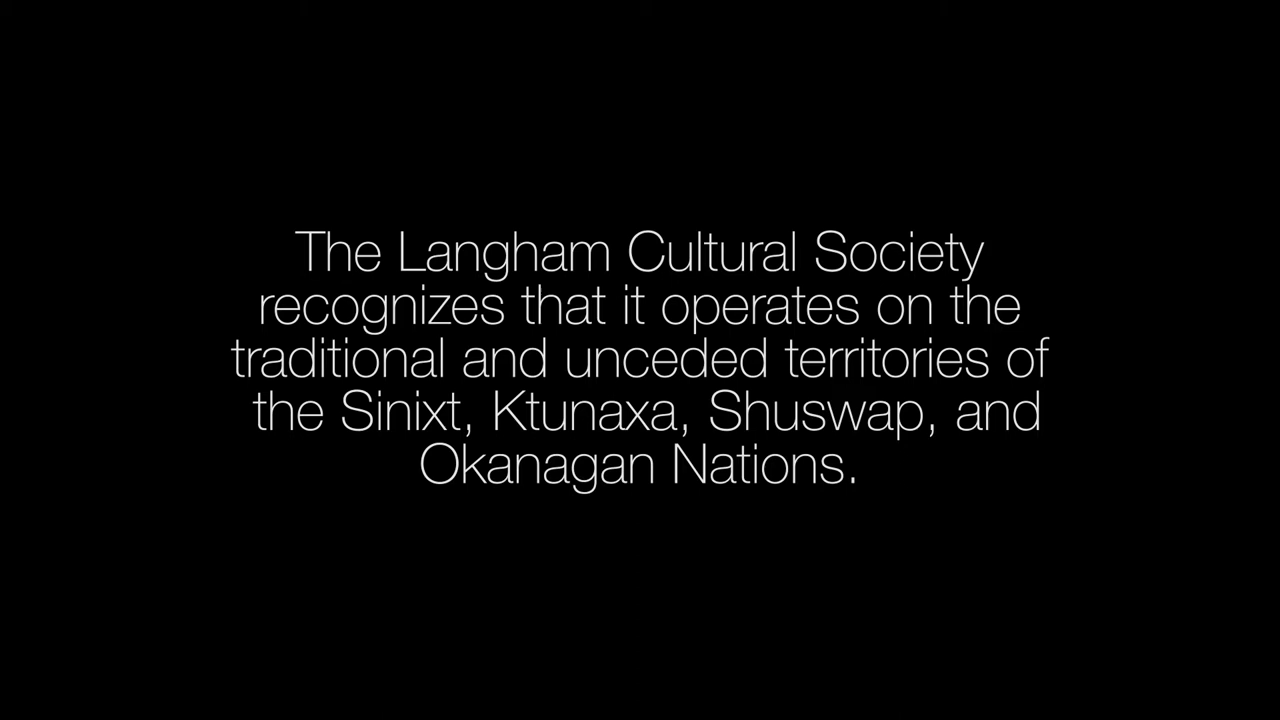 The Langham Cultural Society
recognizes that it operates on the
traditional and unceded territories of
the Sinixt, Ktunaxa, Shuswap, and
Okanagan Nations.